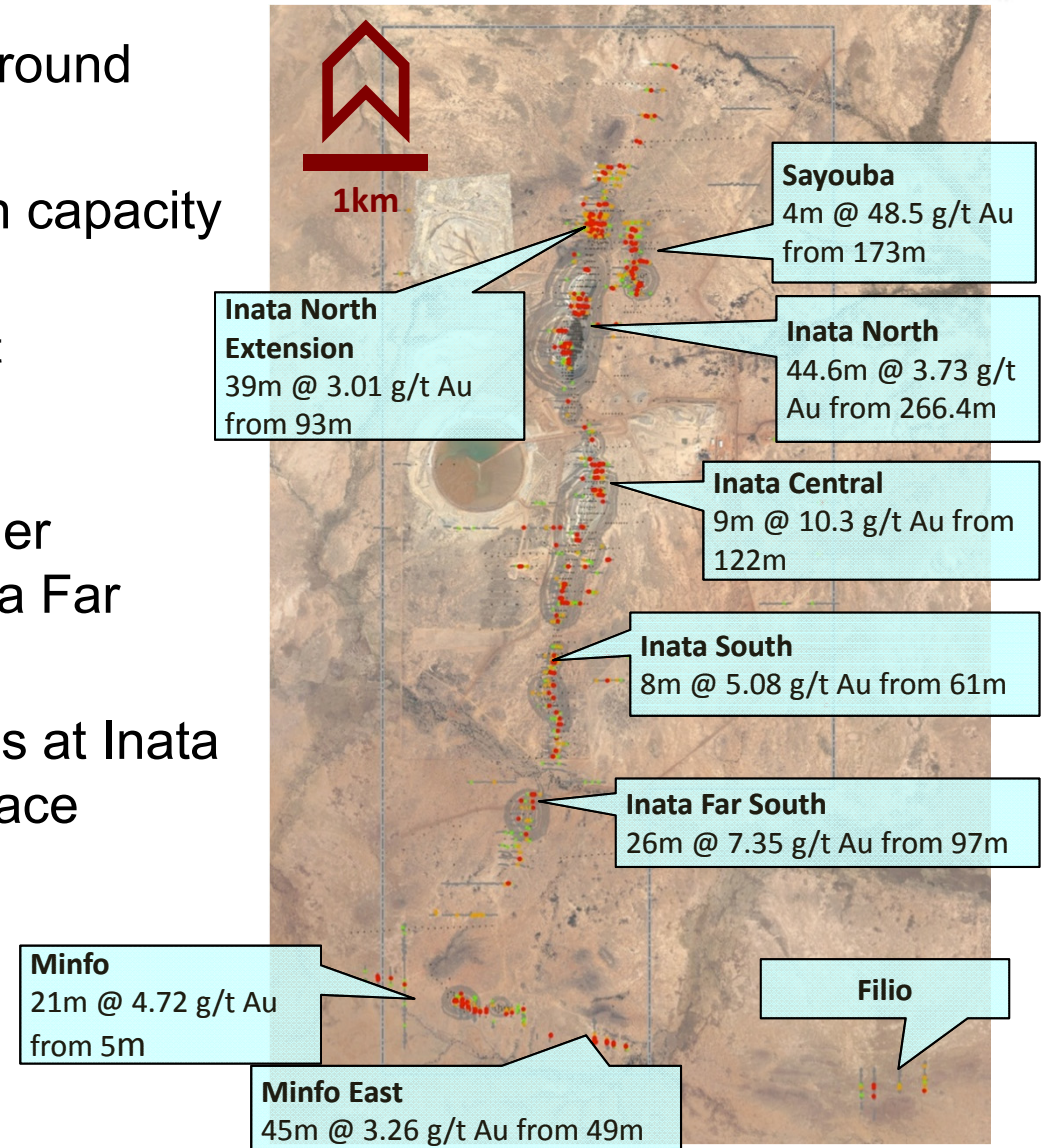 round
capacity
er
a Far
s at Inata
ace
1km
Sayouba
4m @ 48.5 g/t Au
from 173m
Inata North
Extension
39m @ 3.01 g/t Au
from 93m
Inata North
44.6m @ 3.73 g/t
Au from 266.4m
Inata Central
9m @ 10.3 g/t Au from
122m
Inata South
8m @ 5.08 g/t Au from 61m
Inata Far South
26m @ 7.35 g/t Au from 97m
Minfo
21m @ 4.72 g/t Au
from 5m
Filio
Minfo East
45m @ 3.26 g/t Au from 49m